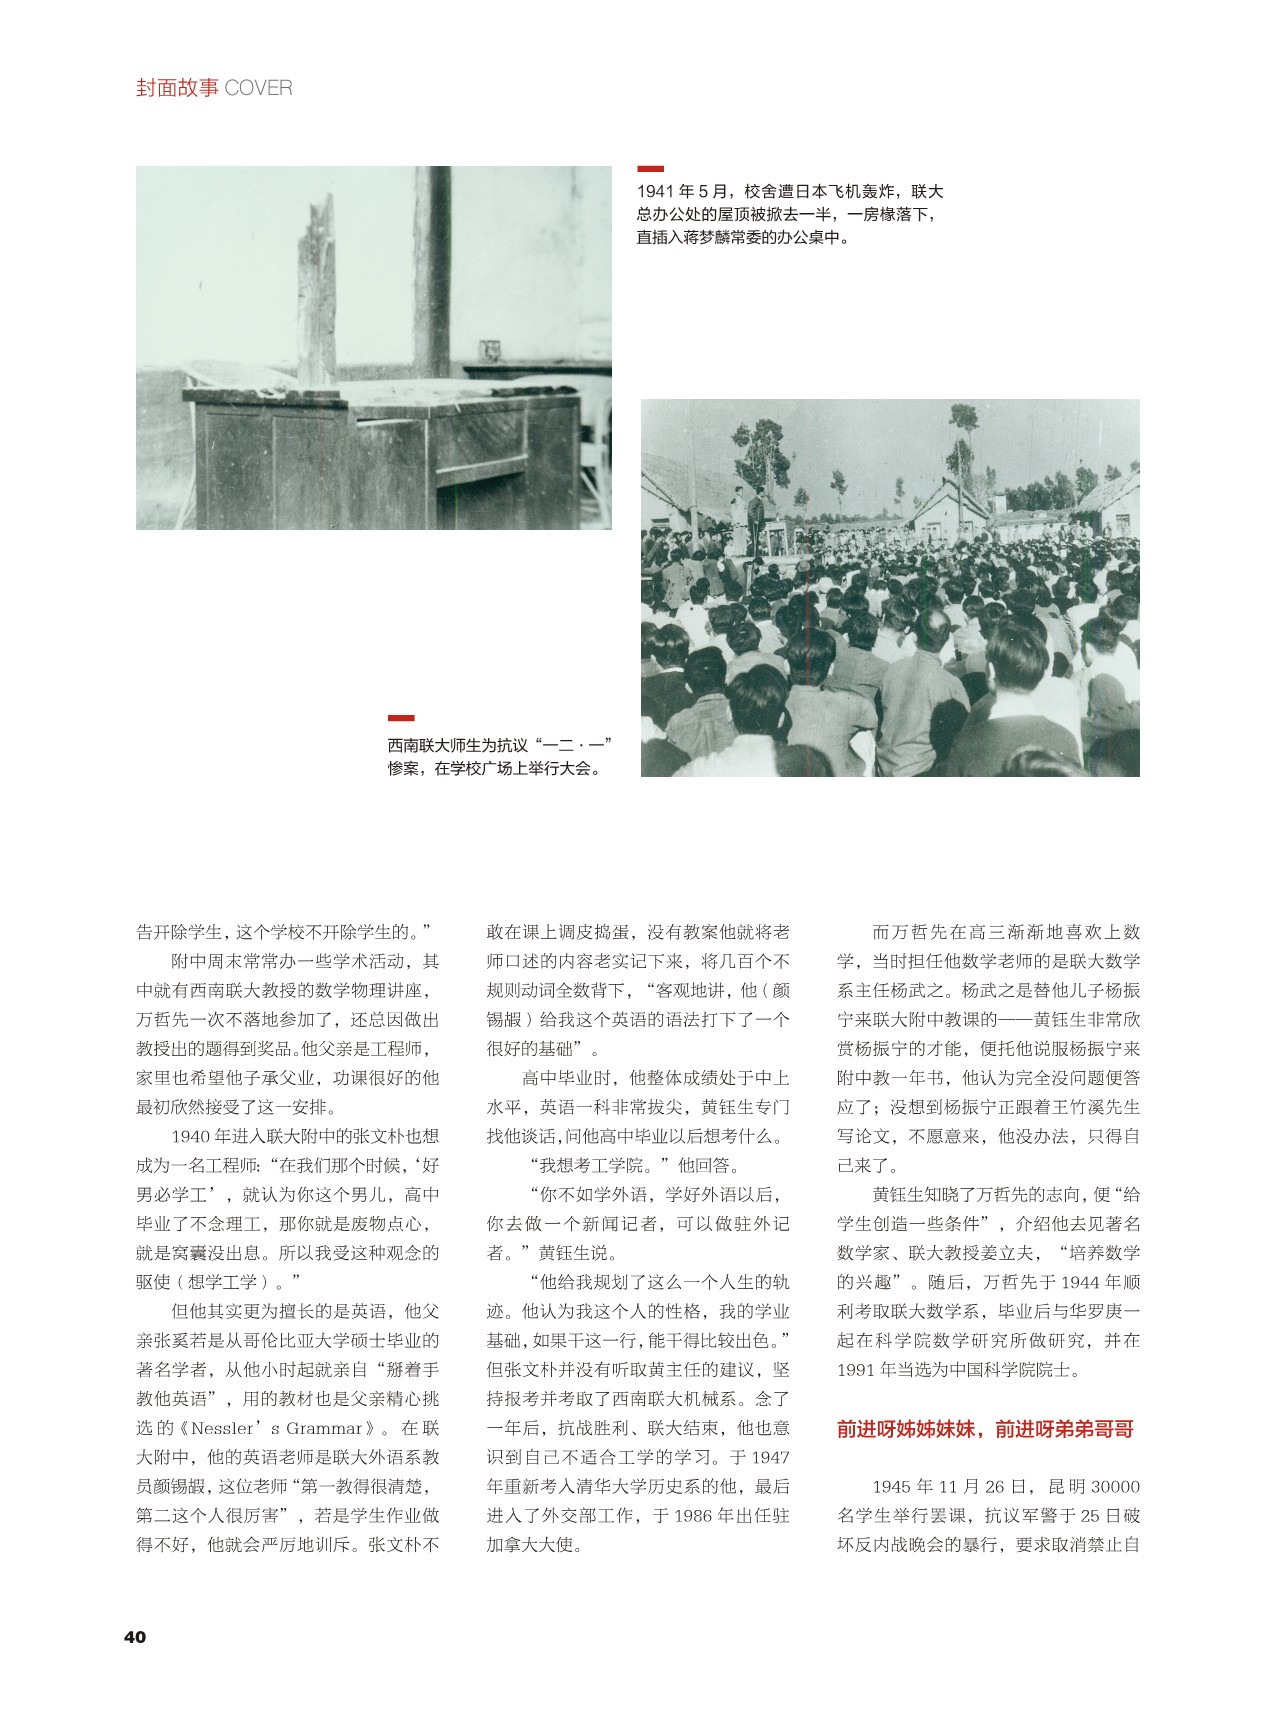 封面故事 COVER
1941 年 5 月，校舍遭日本飞机轰炸，联大
总办公处的屋顶被掀去一半，一房椽落下，
直插入蒋梦麟常委的办公桌中。
西南联大师生为抗议“一二·一”
惨案，在学校广场上举行大会。
告开除学生，这个学校不开除学生的。”
附中周末常常办一些学术活动，其
中就有西南联大教授的数学物理讲座，
万哲先一次不落地参加了，还总因做出
教授出的题得到奖品。他父亲是工程师，
家里也希望他子承父业，功课很好的他
最初欣然接受了这一安排。
1940 年进入联大附中的张文朴也想
成为一名工程师：“在我们那个时候，‘好
男必学工’，就认为你这个男儿，高中
毕业了不念理工，那你就是废物点心，
就是窝囊没出息。所以我受这种观念的
驱使（想学工学）。”
但他其实更为擅长的是英语，他父
亲张奚若是从哥伦比亚大学硕士毕业的
著名学者，从他小时起就亲自“掰着手
教他英语”，用的教材也是父亲精心挑
选的《Nessler’s Grammar》。在联
大附中，他的英语老师是联大外语系教
员颜锡嘏，这位老师“第一教得很清楚，
第二这个人很厉害”，若是学生作业做
得不好，他就会严厉地训斥。张文朴不
敢在课上调皮捣蛋，没有教案他就将老
师口述的内容老实记下来，将几百个不
规则动词全数背下，“客观地讲，他（颜
锡嘏）给我这个英语的语法打下了一个
很好的基础”。
高中毕业时，他整体成绩处于中上
水平，英语一科非常拔尖，黄钰生专门
找他谈话，问他高中毕业以后想考什么。
“我想考工学院。”他回答。
“你不如学外语，学好外语以后，
你去做一个新闻记者，可以做驻外记
者。”黄钰生说。
“他给我规划了这么一个人生的轨
迹。他认为我这个人的性格，我的学业
基础，如果干这一行，能干得比较出色。”
但张文朴并没有听取黄主任的建议，坚
持报考并考取了西南联大机械系。念了
一年后，抗战胜利、联大结束，他也意
识到自己不适合工学的学习。于 1947
年重新考入清华大学历史系的他，最后
进入了外交部工作，于 1986 年出任驻
加拿大大使。
而万哲先在高三渐渐地喜欢上数
学，当时担任他数学老师的是联大数学
系主任杨武之。杨武之是替他儿子杨振
宁来联大附中教课的——黄钰生非常欣
赏杨振宁的才能，便托他说服杨振宁来
附中教一年书，他认为完全没问题便答
应了；没想到杨振宁正跟着王竹溪先生
写论文，不愿意来，他没办法，只得自
己来了。
黄钰生知晓了万哲先的志向，便“给
学生创造一些条件”，介绍他去见著名
数学家、联大教授姜立夫，“培养数学
的兴趣”。随后，万哲先于 1944 年顺
利考取联大数学系，毕业后与华罗庚一
起在科学院数学研究所做研究，并在
1991 年当选为中国科学院院士。
前进呀姊姊妹妹，前进呀弟弟哥哥
1945 年 11 月 26 日，昆明 30000
名学生举行罢课，抗议军警于 25 日破
坏反内战晚会的暴行，要求取消禁止自
40